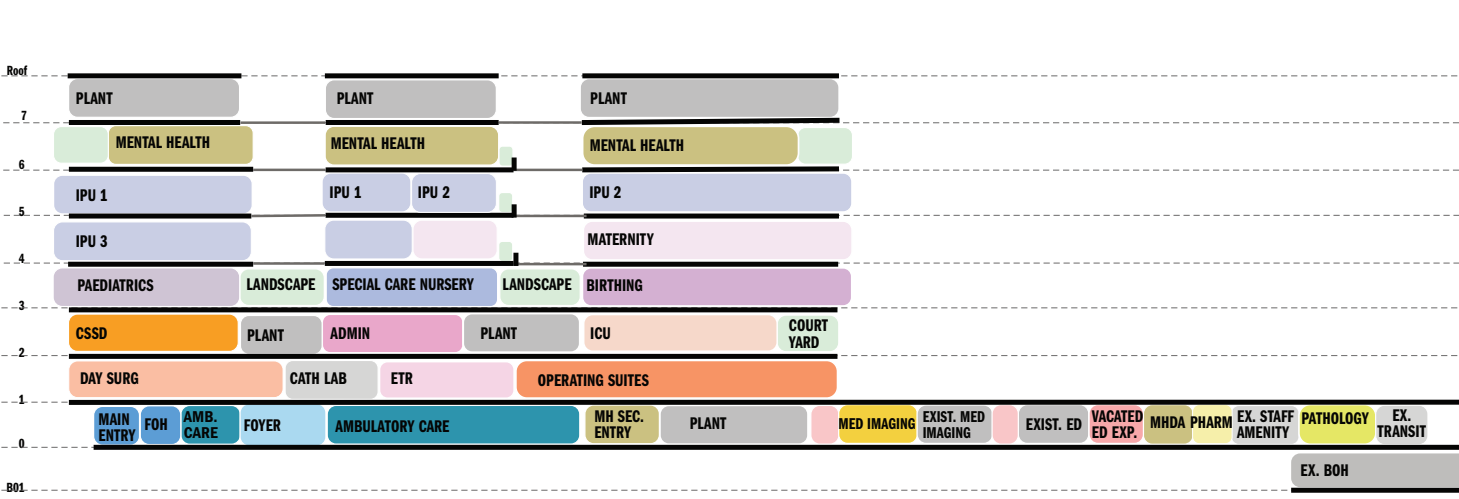 Roof
PLANT PLANT PLANT
7
MENTAL HEALTH MENTAL HEALTH MENTAL HEALTH
6
IPU 1 IPU 1 IPU 2 IPU 2
5
IPU 3 MATERNITY
4
PAEDIATRICS LANDSCAPE SPECIAL CARE NURSERY LANDSCAPE BIRTHING
3
CSSD PLANT ADMIN PLANT ICU COURT YARD
2
DAY SURG CATH LAB ETR OPERATING SUITES
1
MAIN ENTRY FOH AMB. CARE FOYER AMBULATORY CARE MH SEC. ENTRY PLANT MED IMAGING EXIST. MED IMAGING EXIST. ED VACATED ED EXP. MHDA PHARM EX. STAFF AMENITY PATHOLOGY EX. TRANSIT
0
EX. BOH
B01